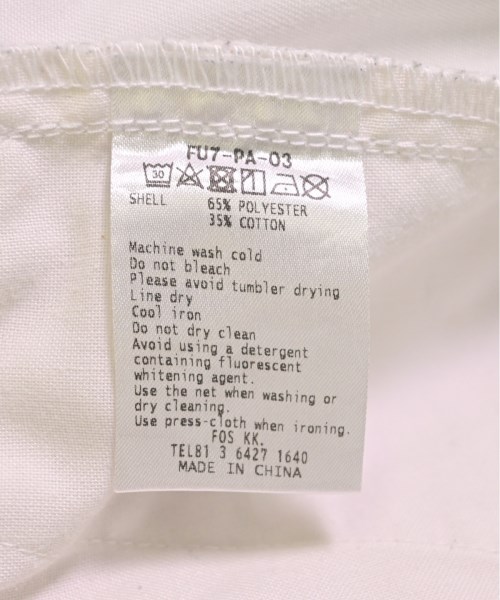 FU7-PA-03
30
SHELL 65% POLYESTER
35% COTTON
Machine wash cold
Do not bleach
Please avoid tumbler drying
Line dry
Cool iron
Do not dry clean
Avoid using a detergent
containing fluorescent
whitening agent.
Use the net when washing or
dry cleaning.
Use press-cloth when ironing.
FOS KK.
TEL81 3 6427 1640
MADE IN CHINA